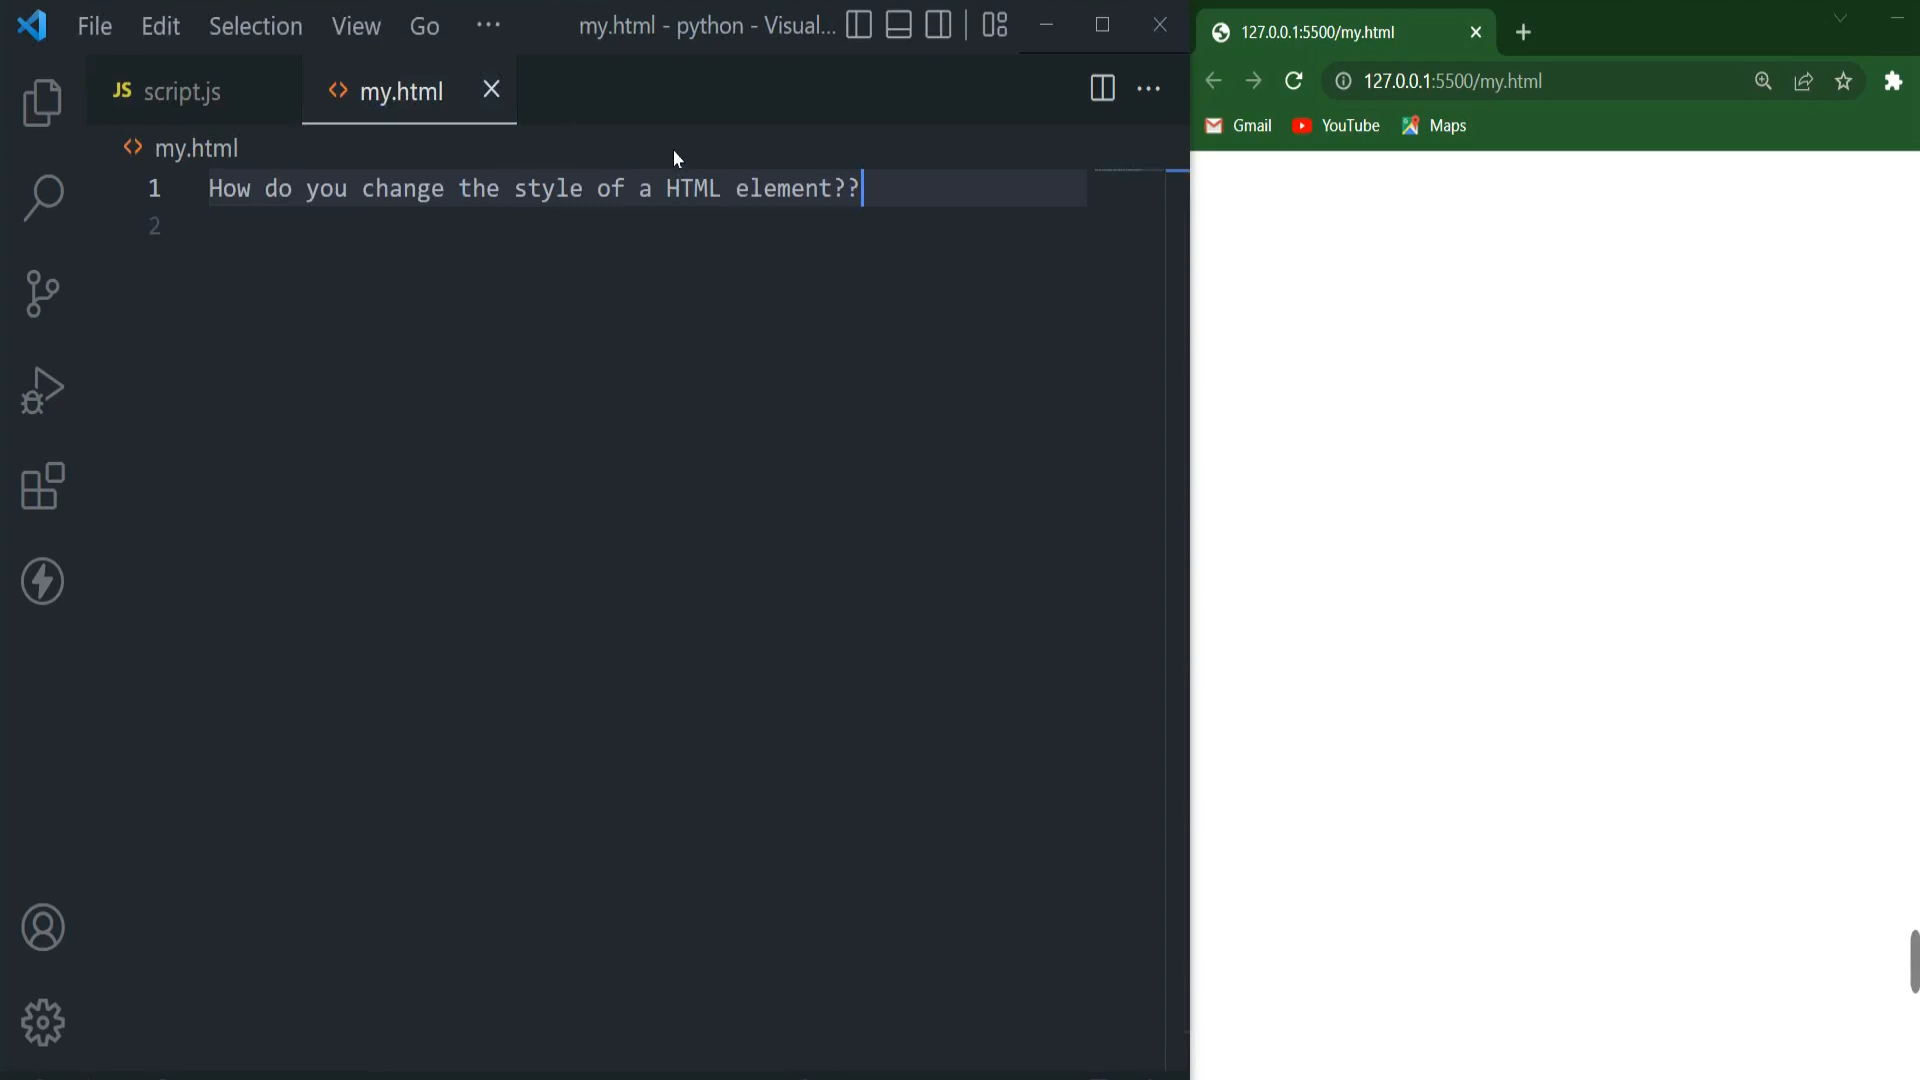 File Edit Selection View Go ··· my.html - python - Visual...
JS script.js <> my.html
<> my.html
1 How do you change the style of a HTML element??
2
127.0.0.1:5500/my.html
127.0.0.1:5500/my.html
Gmail YouTube Maps